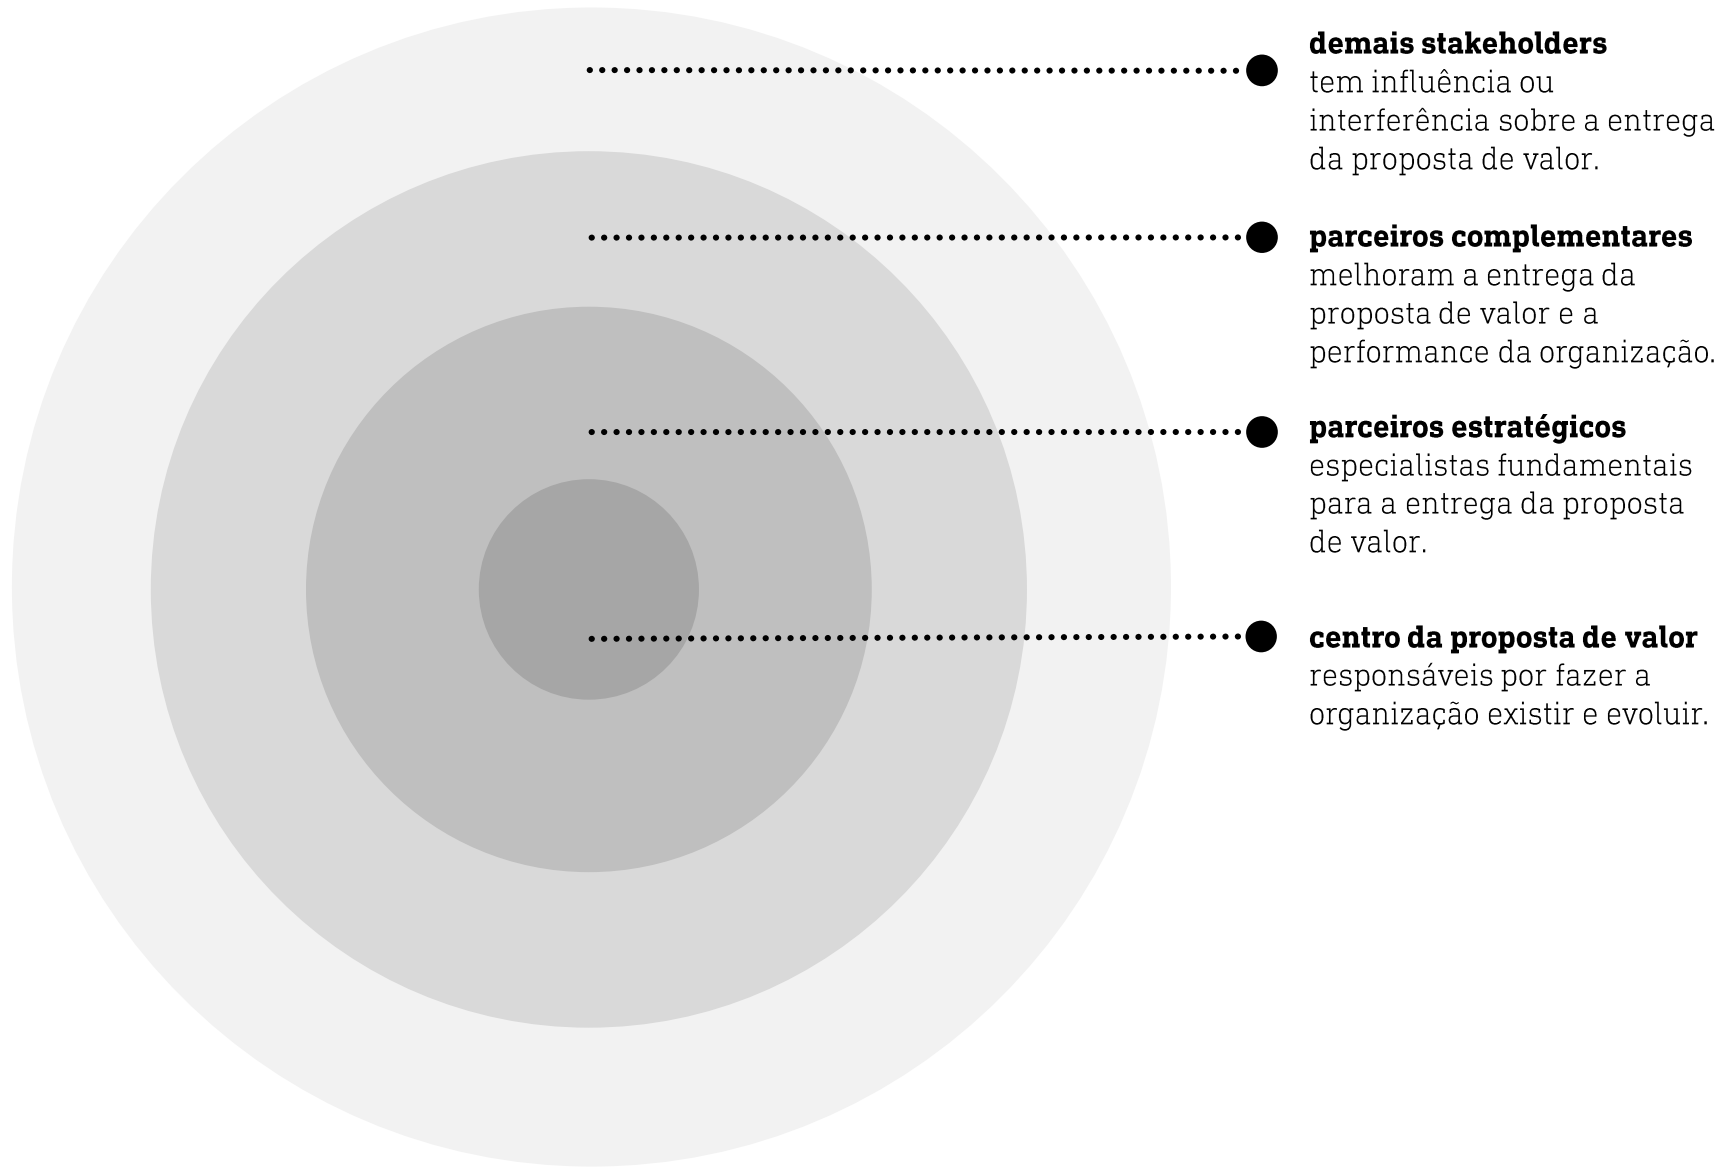 demais stakeholders
tem influência ou
interferência sobre a entrega
da proposta de valor.
parceiros complementares
melhoram a entrega da
proposta de valor e a
performance da organização.
parceiros estratégicos
especialistas fundamentais
para a entrega da proposta
de valor.
centro da proposta de valor
responsáveis por fazer a
organização existir e evoluir.